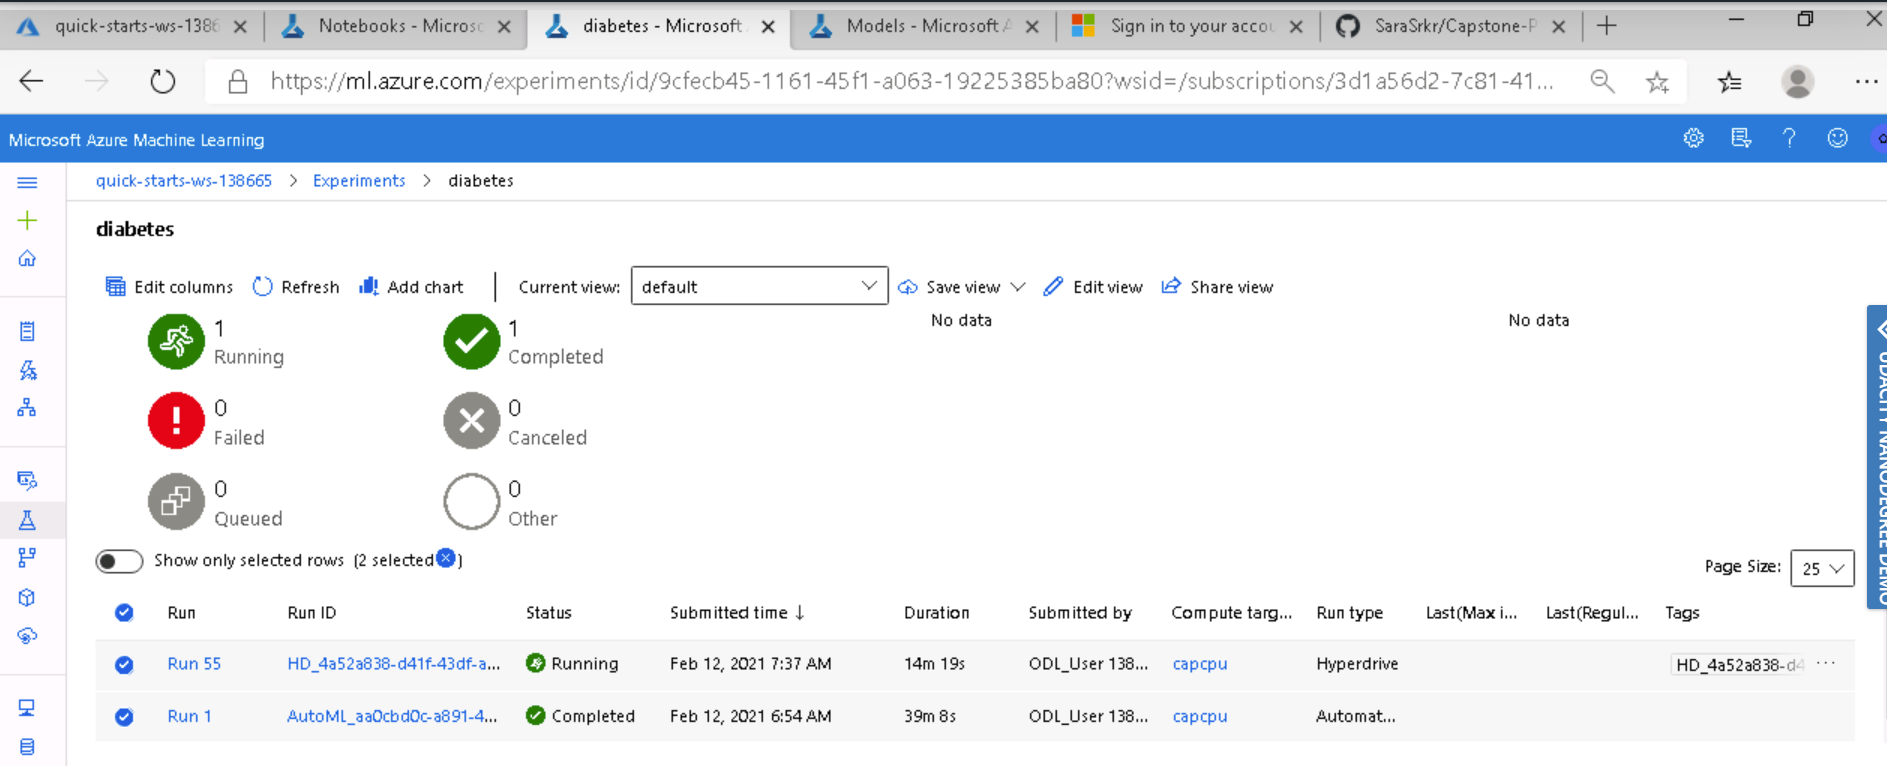 quick-starts-ws-1386 Notebooks - Microsc diabetes - Microsoft Models - Microsoft A Sign in to your accou SaraSrkr/Capstone-P
https://ml.azure.com/experiments/id/9cfecb45-1161-45f1-a063-19225385ba80?wsid=/subscriptions/3d1a56d2-7c81-41...
Microsoft Azure Machine Learning
quick-starts-ws-138665 > Experiments > diabetes
diabetes
Edit columns Refresh Add chart Current view: default Save view Edit view Share view
1 Running
1 Completed
No data
No data
0 Failed
0 Canceled
0 Queued
0 Other
UDACITY NANODEGREE DEMO
Show only selected rows (2 selected )
Page Size: 25
Run Run ID Status Submitted time ↓ Duration Submitted by Compute targ... Run type Last(Max i... Last(Regul... Tags
Run 55 HD_4a52a838-d41f-43df-a... Running Feb 12, 2021 7:37 AM 14m 19s ODL_User 138... capcpu Hyperdrive HD_4a52a838-d4 ...
Run 1 AutoML_aa0cbd0c-a891-4... Completed Feb 12, 2021 6:54 AM 39m 8s ODL_User 138... capcpu Automat...